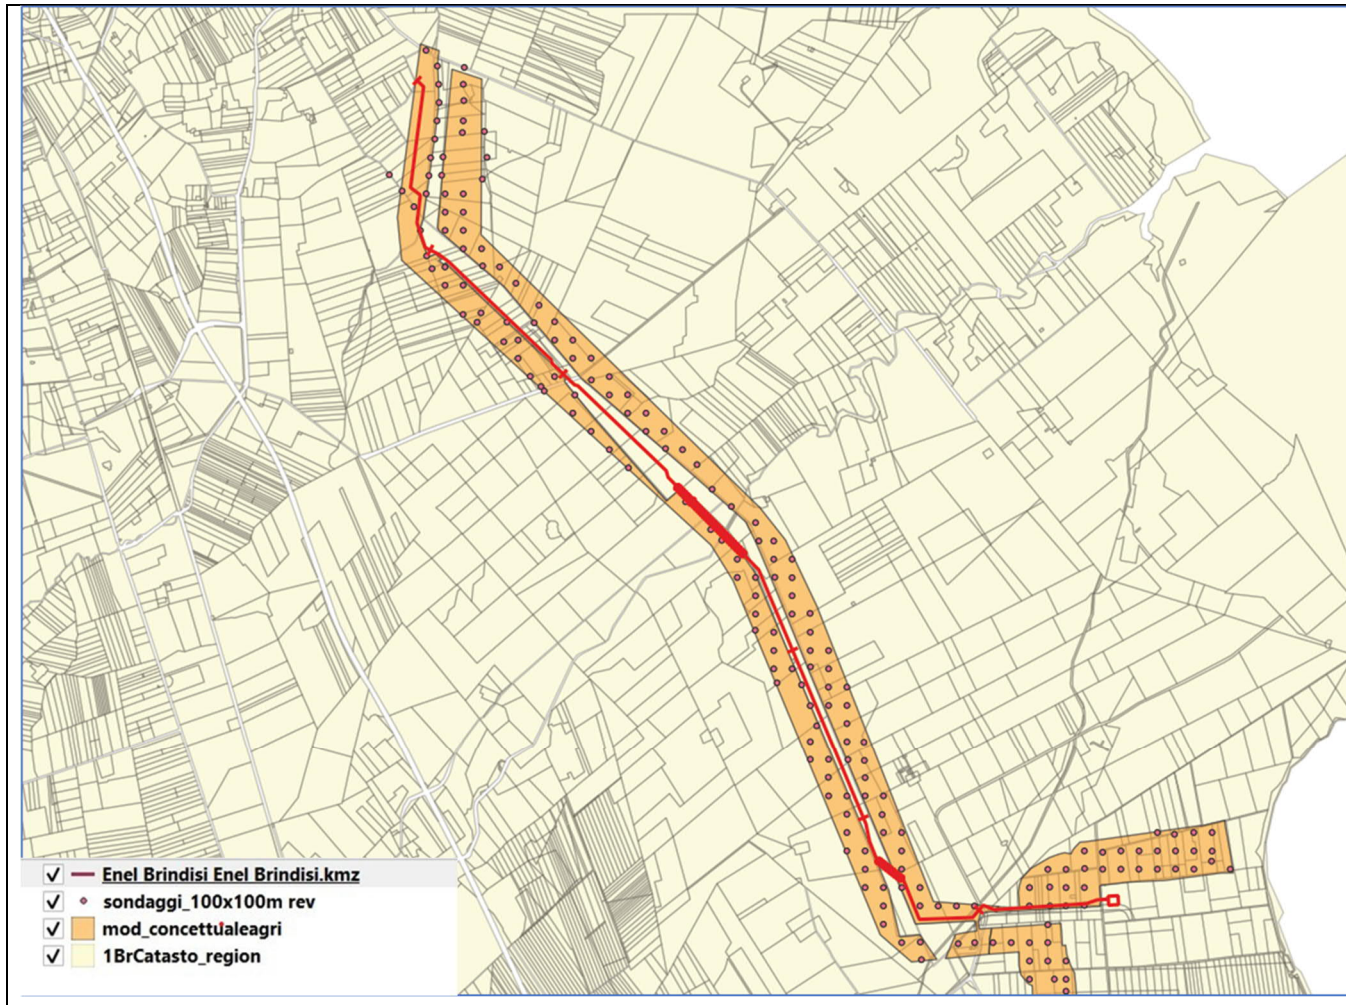 Enel Brindisi Enel Brindisi.kmz
sondaggi_100x100m rev
mod_concettualeagri
1BrCatasto_region